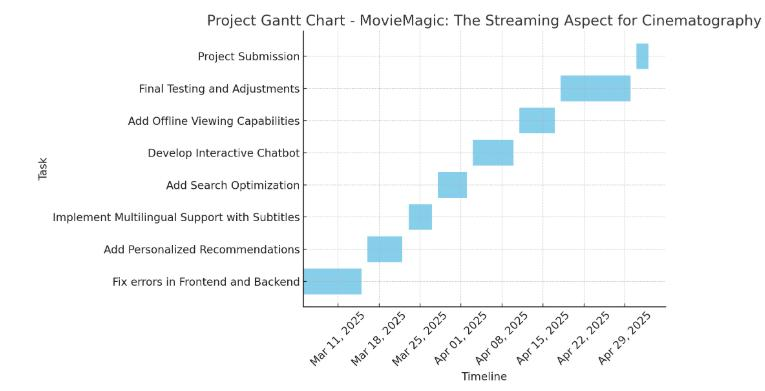 Project Gantt Chart - MovieMagic: The Streaming Aspect for Cinematography
Project Submission
Final Testing and Adjustments
Add Offline Viewing Capabilities
Develop Interactive Chatbot
Task
Add Search Optimization
Implement Multilingual Support with Subtitles
Add Personalized Recommendations
Fix errors in Frontend and Backend
Mar 11, 2025
Mar 18, 2025
Mar 25, 2025
Apr 01, 2025
Apr 08, 2025
Apr 15, 2025
Apr 22, 2025
Apr 29, 2025
Timeline